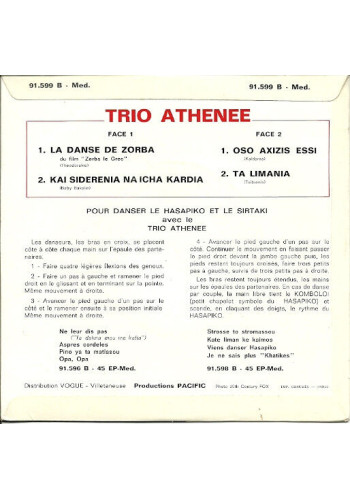 91.599 B - Med.
91.599 B - Med.
TRIO ATHENEE
FACE 1
1. LA DANSE DE ZORBA
du film "Zorba le Grec"
(Theodorakis)
2. KAI SIDERENIA NA ICHA KARDIA
FACE 2
1. OSO AXIZIS ESSI
(Kaldaras)
2. TA LIMANIA
POUR DANSER LE HASAPIKO ET LE SIRTAKI
avec le
TRIO ATHENEE
Les danseurs, les bras en croix, se placent
côte à côte chaque main sur l'épaule des parte-
naires.
1 - Faire quatre légères flexions des genoux.
2 - Faire un pas à gauche et ramener le pied
droit en le glissant et en terminant sur la pointe.
Même mouvement à droite.
3 - Avancer le pied gauche d'un pas sur le
côté et le ramener ensuite à sa position initiale.
Même mouvement à droite.
4 - Avancer le pied gauche d'un pas sur le
côté. Continuer le mouvement en faisant passer
le pied droit devant la jambe gauche puis, les
pieds restant toujours croisés, faire trois petits
pas à gauche, suivis de trois petits pas à droite.
Les bras restent toujours étendus, les mains
sur les épaules des partenaires. En cas de danse
par couple, la main libre tient le KOMBOLOI
(petit chapelet symbole du HASAPIKO) et
scande, en claquant des doigts, le rythme du
HASAPIKO.
Ne leur dis pas
Aspres cordeles
Pino ya ta matiasou
Opa, Opa
91.596 B - 45 EP-Med.
Strosse to stromassou
Kate liman ke kaimos
Viens danser Hasapiko
Je ne sais plus "Khatikes"
91.598 B - 45 EP-Med.
Distribution VOGUE - Villetaneuse
Productions PACIFIC
Photo 20th Century FOX